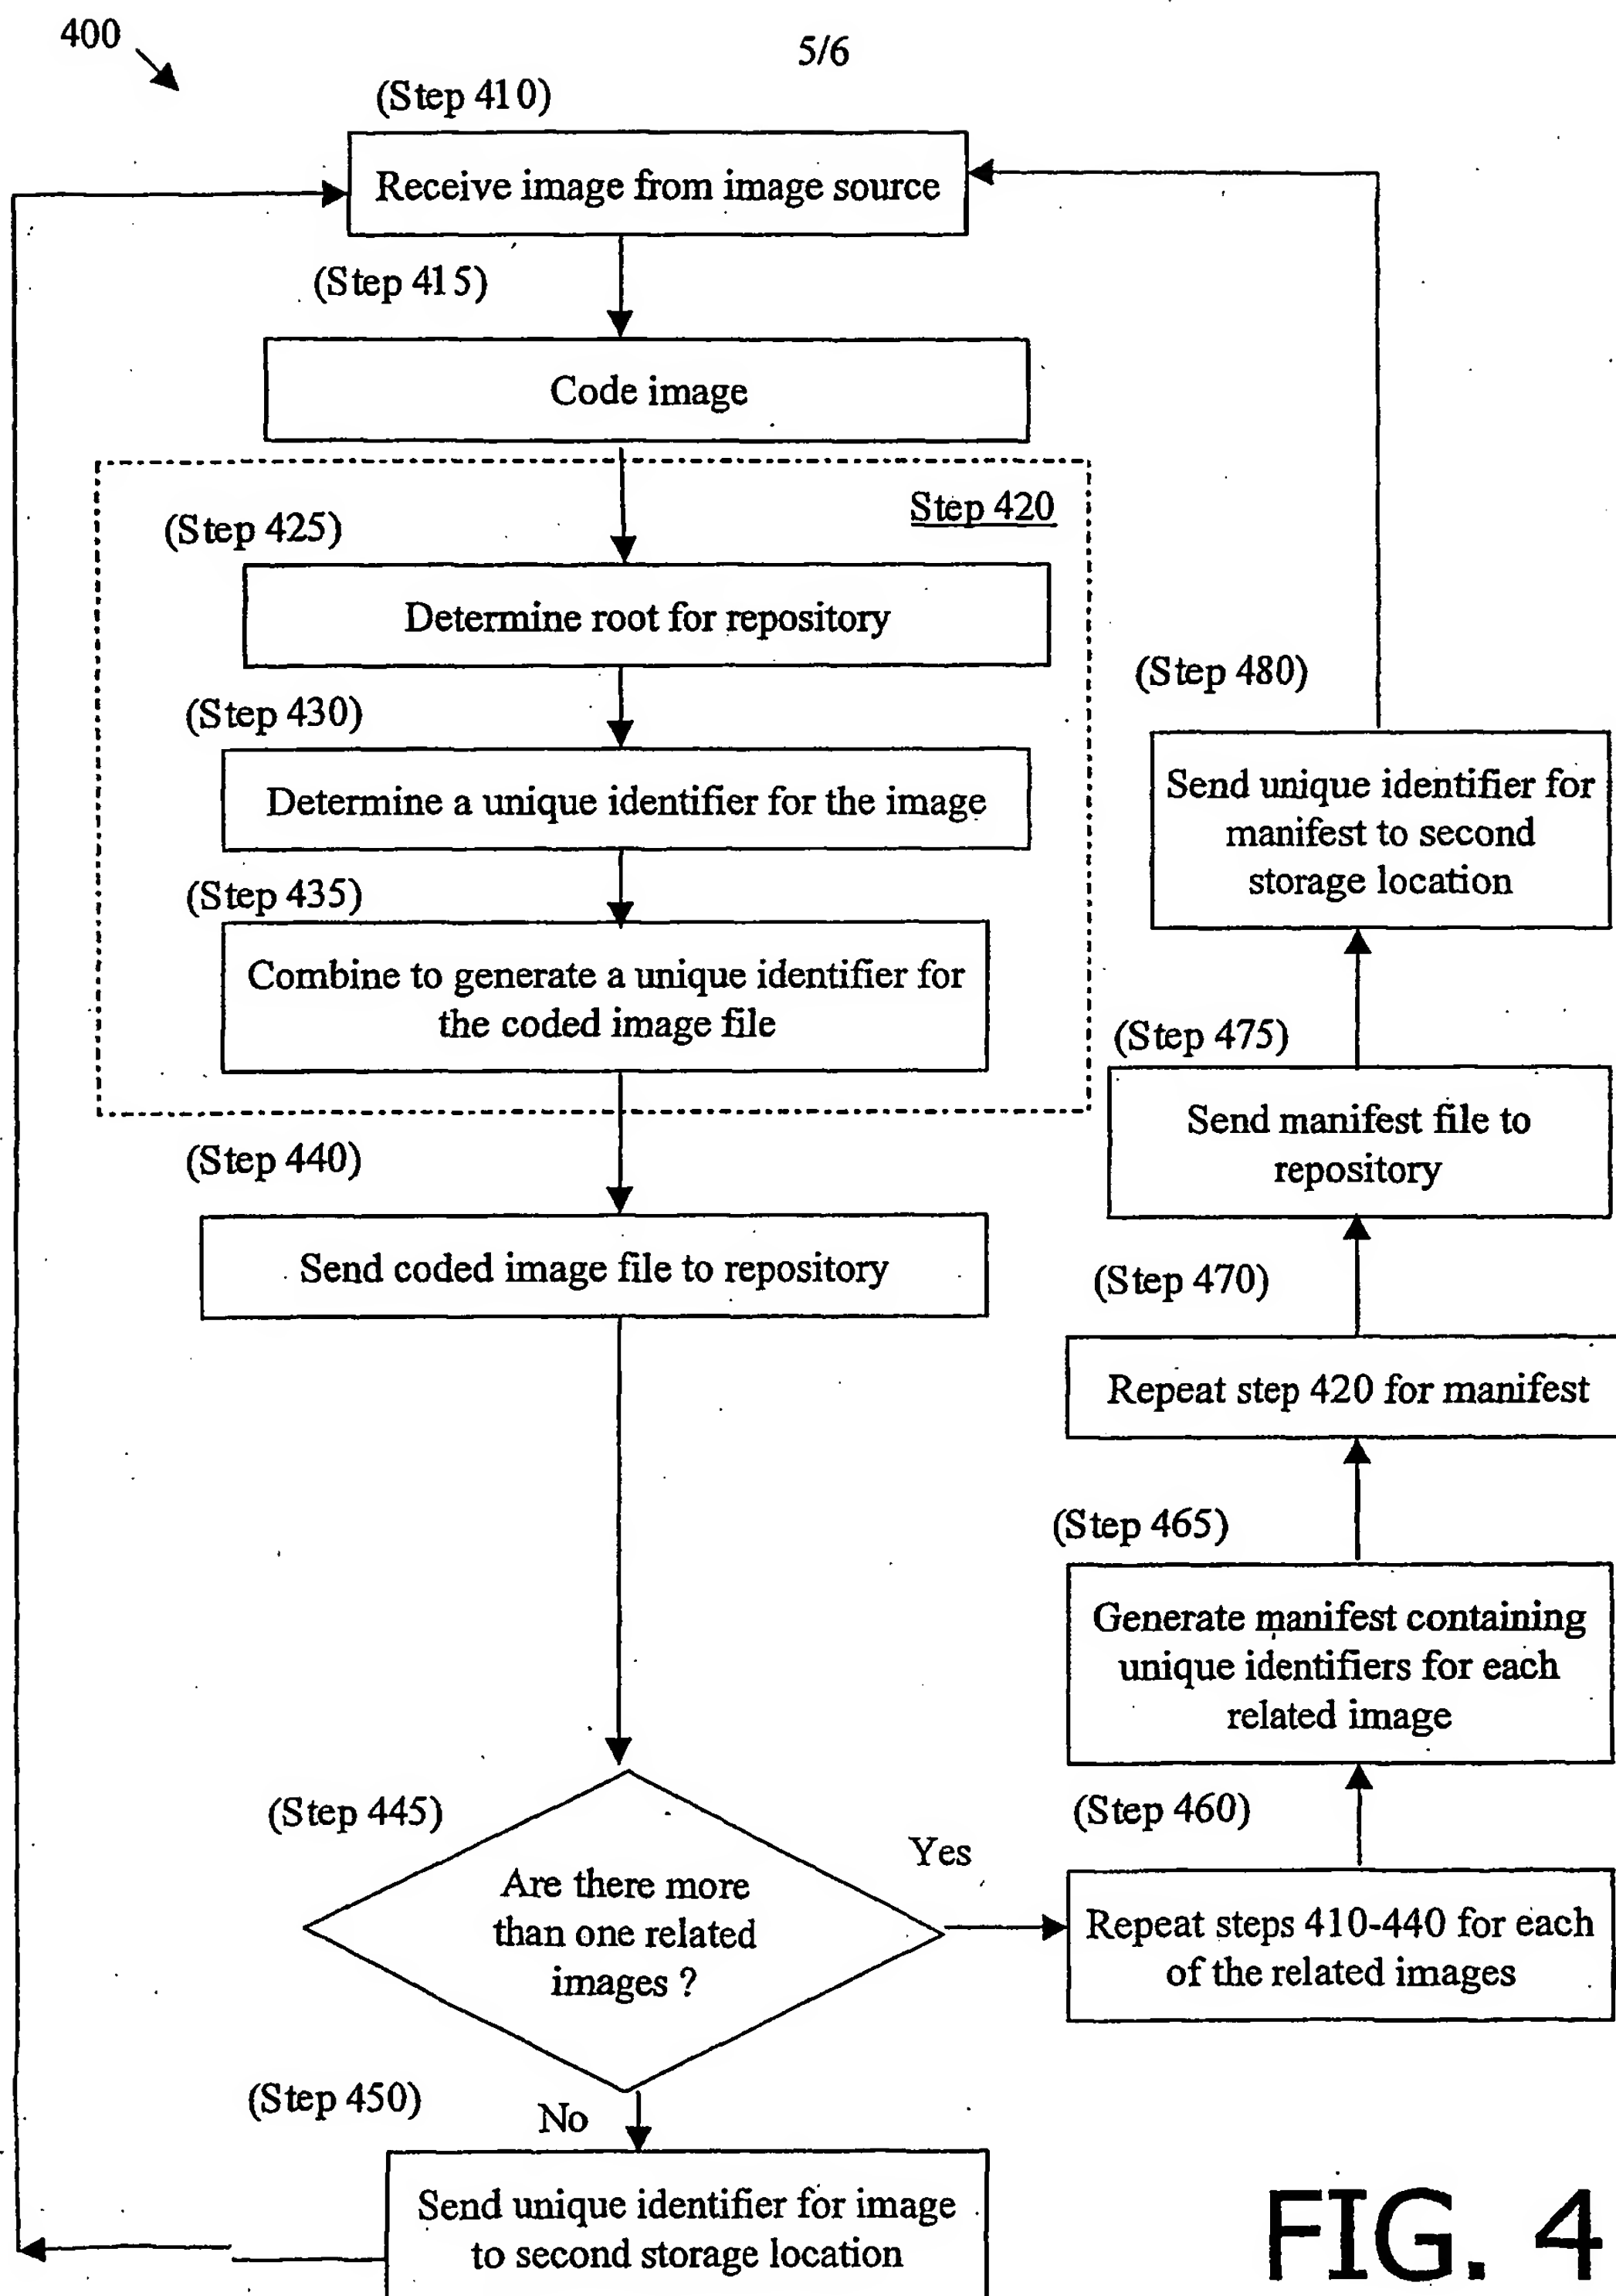 400
5/6
(Step 410)
Receive image from image source
(Step 415)
Code image
Step 420
(Step 425)
Determine root for repository
(Step 430)
Determine a unique identifier for the image
(Step 435)
Combine to generate a unique identifier for
the coded image file
(Step 440)
Send coded image file to repository
(Step 445)
Are there more
than one related
images ?
Yes
No
(Step 450)
Send unique identifier for image
to second storage location
(Step 460)
Repeat steps 410-440 for each
of the related images
(Step 465)
Generate manifest containing
unique identifiers for each
related image
(Step 470)
Repeat step 420 for manifest
(Step 475)
Send manifest file to
repository
(Step 480)
Send unique identifier for
manifest to second
storage location
FIG. 4